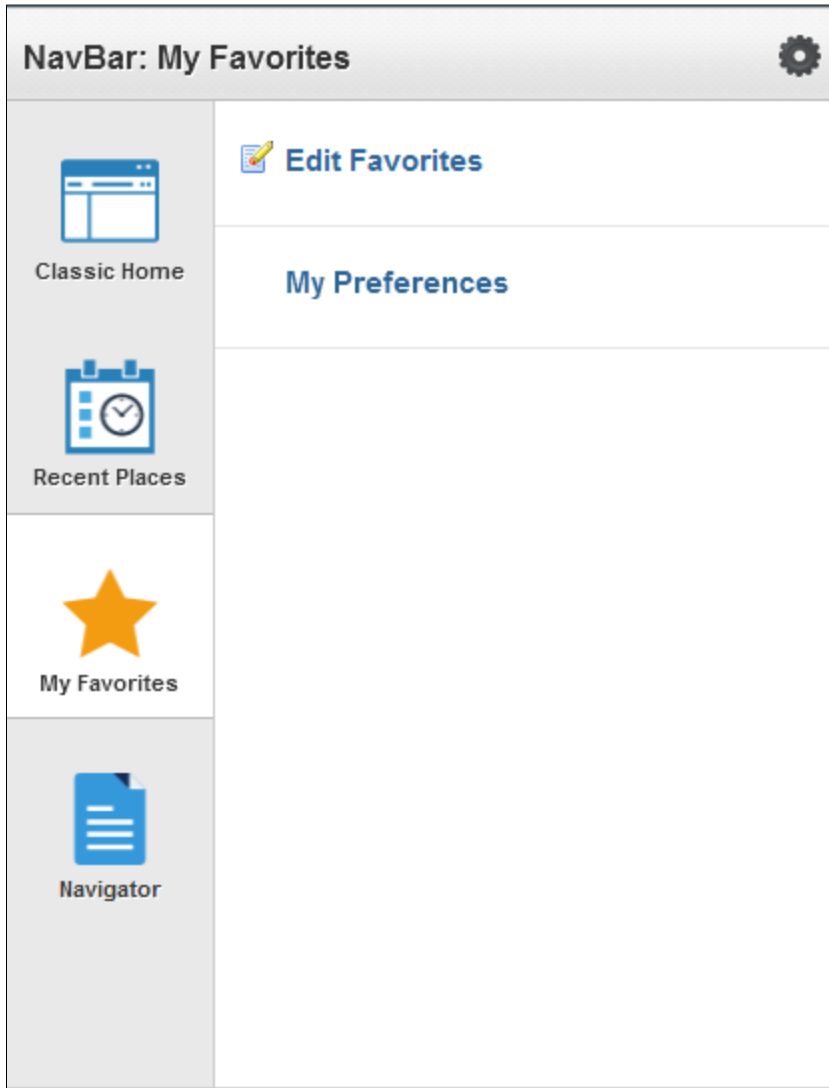 NavBar: My Favorites
Classic Home
Recent Places
My Favorites
Navigator
Edit Favorites
My Preferences